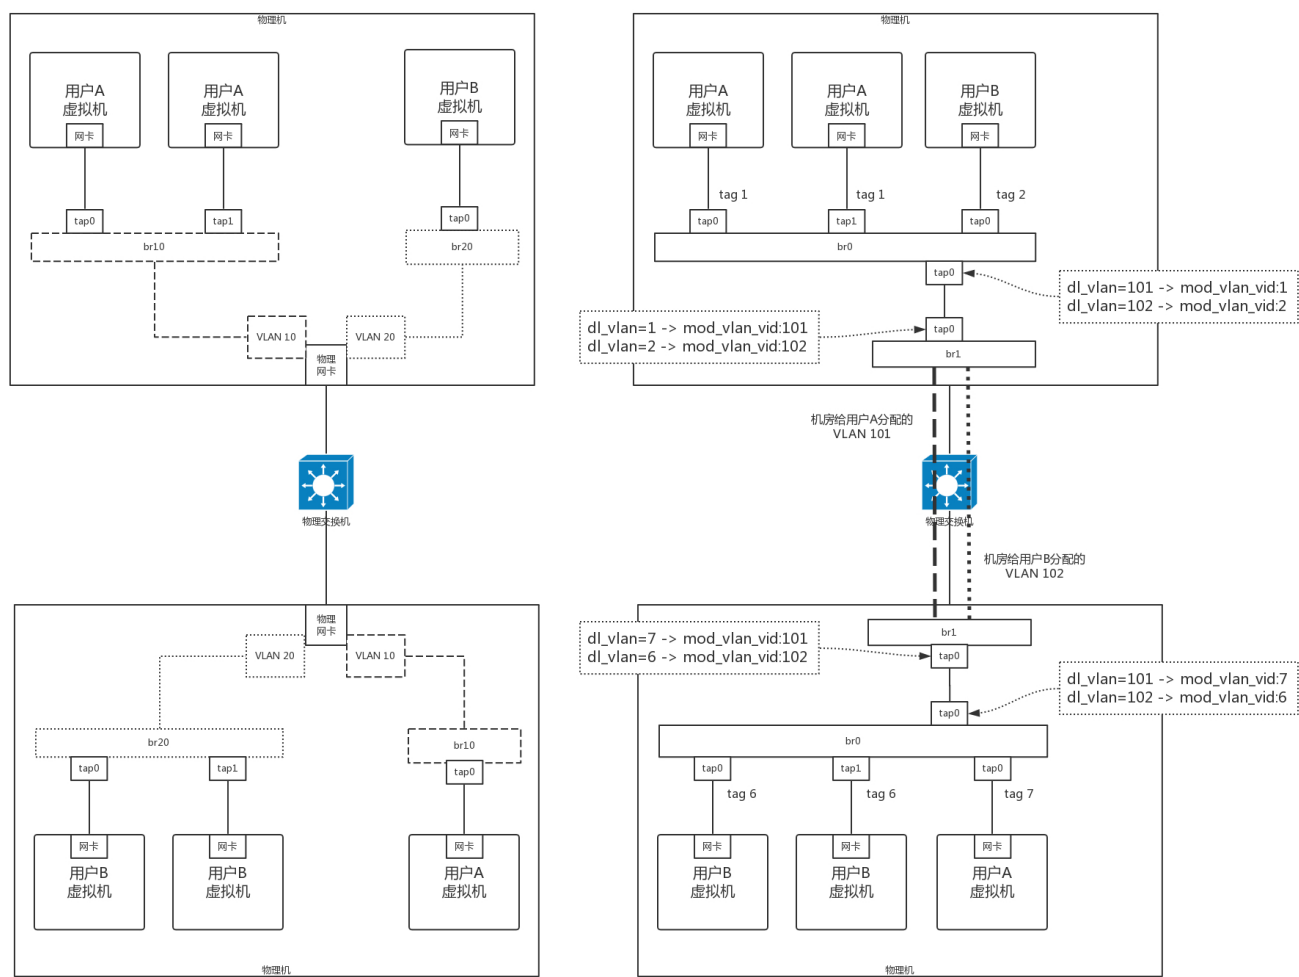 物理机
用户A
虚拟机
网卡
用户A
虚拟机
网卡
用户B
虚拟机
网卡
tap0
tap1
tap0
br10
br20
VLAN 10
VLAN 20
物理
网卡
物理交换机
物理
网卡
VLAN 20
VLAN 10
br20
br10
tap0
tap1
tap0
网卡
用户B
虚拟机
网卡
用户B
虚拟机
网卡
用户A
虚拟机
物理机
物理机
用户A
虚拟机
网卡
用户A
虚拟机
网卡
用户B
虚拟机
网卡
tag 1
tag 1
tag 2
tap0
tap1
tap0
br0
tap0
dl_vlan=101 -> mod_vlan_vid:1
dl_vlan=102 -> mod_vlan_vid:2
dl_vlan=1 -> mod_vlan_vid:101
dl_vlan=2 -> mod_vlan_vid:102
tap0
br1
机房给用户A分配的
VLAN 101
物理交换机
机房给用户B分配的
VLAN 102
br1
dl_vlan=7 -> mod_vlan_vid:101
dl_vlan=6 -> mod_vlan_vid:102
tap0
dl_vlan=101 -> mod_vlan_vid:7
dl_vlan=102 -> mod_vlan_vid:6
tap0
br0
tap0
tap1
tap0
tag 6
tag 6
tag 7
网卡
用户B
虚拟机
网卡
用户B
虚拟机
网卡
用户A
虚拟机
物理机